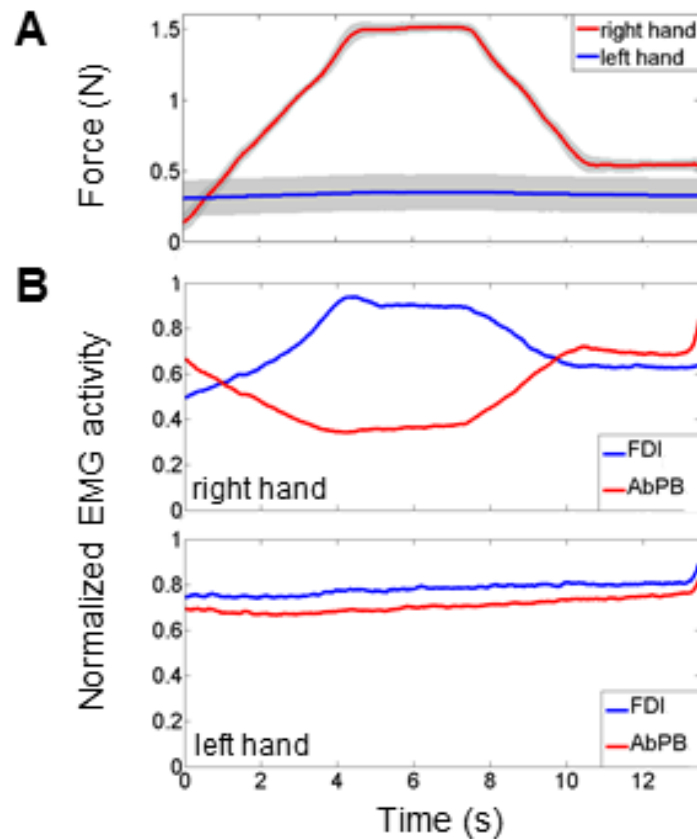 A
Force (N)
1.5
1
0.5
0
right hand
left hand
B
Normalized EMG activity
1
0.8
0.6
0.4
0.2
0
right hand
FDI
AbPB
1
0.8
0.6
0.4
0.2
0
left hand
FDI
AbPB
0 2 4 6 8 10 12
Time (s)